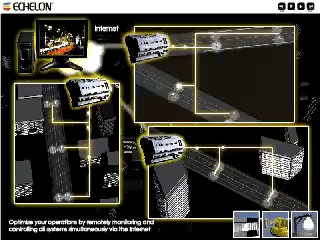 ECHELON
Internet
Optimize your operations by remotely monitoring and
controlling all systems simultaneously via the Internet